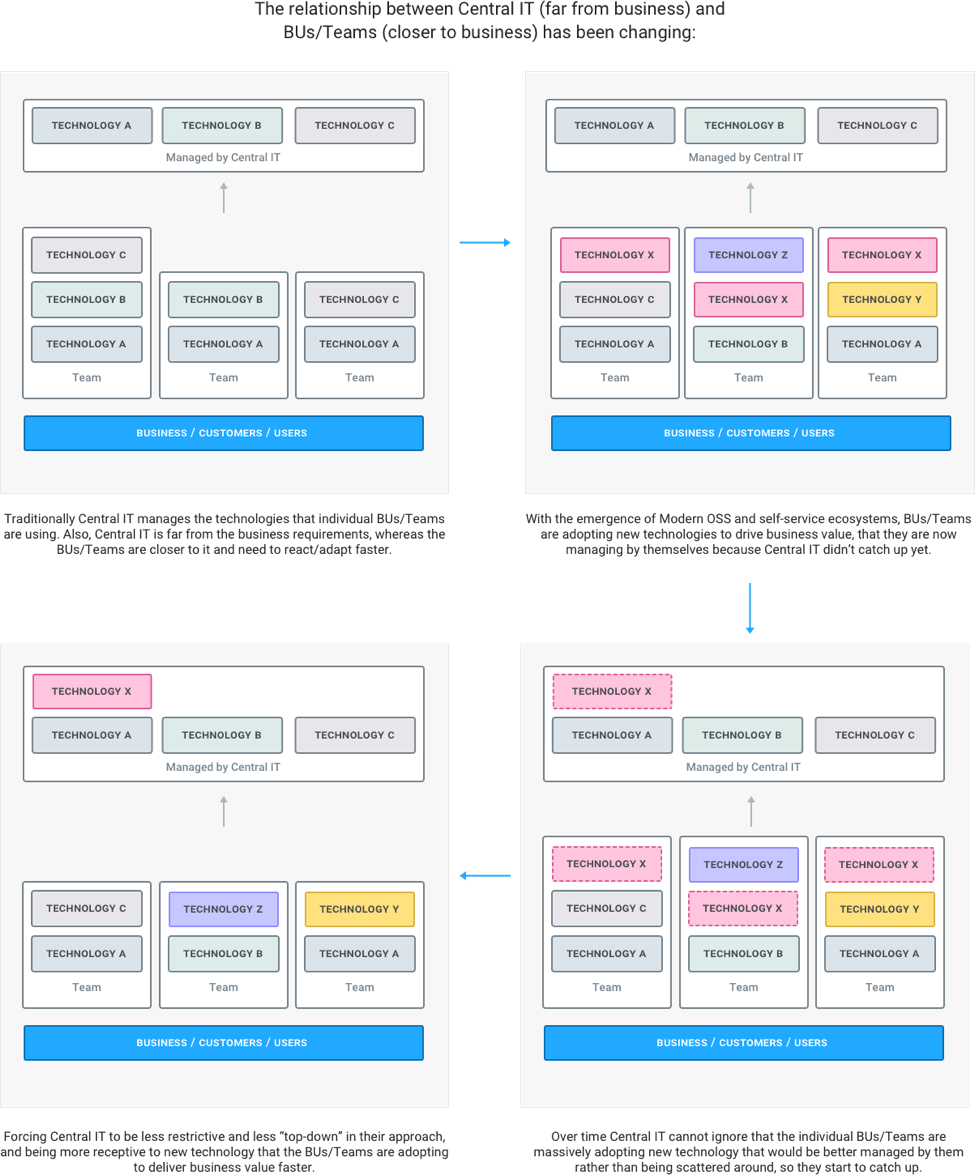 The relationship between Central IT (far from business) and
BUs/Teams (closer to business) has been changing:
TECHNOLOGY A
TECHNOLOGY B
TECHNOLOGY C
Managed by Central IT
TECHNOLOGY C
TECHNOLOGY B
TECHNOLOGY A
Team
TECHNOLOGY B
TECHNOLOGY A
Team
TECHNOLOGY C
TECHNOLOGY A
Team
BUSINESS / CUSTOMERS / USERS
Traditionally Central IT manages the technologies that individual BUs/Teams
are using. Also, Central IT is far from the business requirements, whereas the
BUs/Teams are closer to it and need to react/adapt faster.
TECHNOLOGY A
TECHNOLOGY B
TECHNOLOGY C
Managed by Central IT
TECHNOLOGY X
TECHNOLOGY C
TECHNOLOGY A
Team
TECHNOLOGY Z
TECHNOLOGY X
TECHNOLOGY B
Team
TECHNOLOGY X
TECHNOLOGY Y
TECHNOLOGY A
Team
BUSINESS / CUSTOMERS / USERS
With the emergence of Modern OSS and self-service ecosystems, BUs/Teams
are adopting new technologies to drive business value, that they are now
managing by themselves because Central IT didn’t catch up yet.
TECHNOLOGY X
TECHNOLOGY A
TECHNOLOGY B
TECHNOLOGY C
Managed by Central IT
TECHNOLOGY X
TECHNOLOGY C
TECHNOLOGY A
Team
TECHNOLOGY Z
TECHNOLOGY X
TECHNOLOGY B
Team
TECHNOLOGY X
TECHNOLOGY Y
TECHNOLOGY A
Team
BUSINESS / CUSTOMERS / USERS
Over time Central IT cannot ignore that the individual BUs/Teams are
massively adopting new technology that would be better managed by them
rather than being scattered around, so they start to catch up.
TECHNOLOGY X
TECHNOLOGY A
TECHNOLOGY B
TECHNOLOGY C
Managed by Central IT
TECHNOLOGY C
TECHNOLOGY A
Team
TECHNOLOGY Z
TECHNOLOGY B
Team
TECHNOLOGY Y
TECHNOLOGY A
Team
BUSINESS / CUSTOMERS / USERS
Forcing Central IT to be less restrictive and less “top-down” in their approach,
and being more receptive to new technology that the BUs/Teams are adopting
to deliver business value faster.